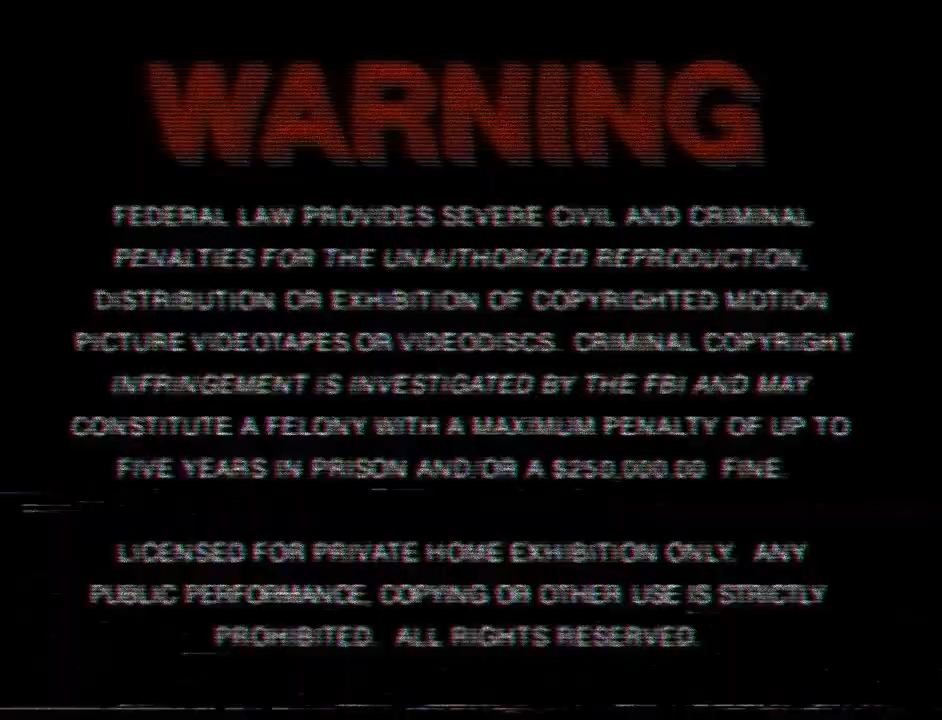 WARNING
FEDERAL LAW PROVIDES SEVERE CIVIL AND CRIMINAL
PENALTIES FOR THE UNAUTHORIZED REPRODUCTION,
DISTRIBUTION OR EXHIBITION OF COPYRIGHTED MOTION
PICTURE VIDEOTAPES OR VIDEODISCS. CRIMINAL COPYRIGHT
INFRINGEMENT IS INVESTIGATED BY THE FBI AND MAY
CONSTITUTE A FELONY WITH A MAXIMUM PENALTY OF UP TO
FIVE YEARS IN PRISON AND/OR A $250,000.00 FINE.
LICENSED FOR PRIVATE HOME EXHIBITION ONLY. ANY
PUBLIC PERFORMANCE, COPYING OR OTHER USE IS STRICTLY
PROHIBITED. ALL RIGHTS RESERVED.